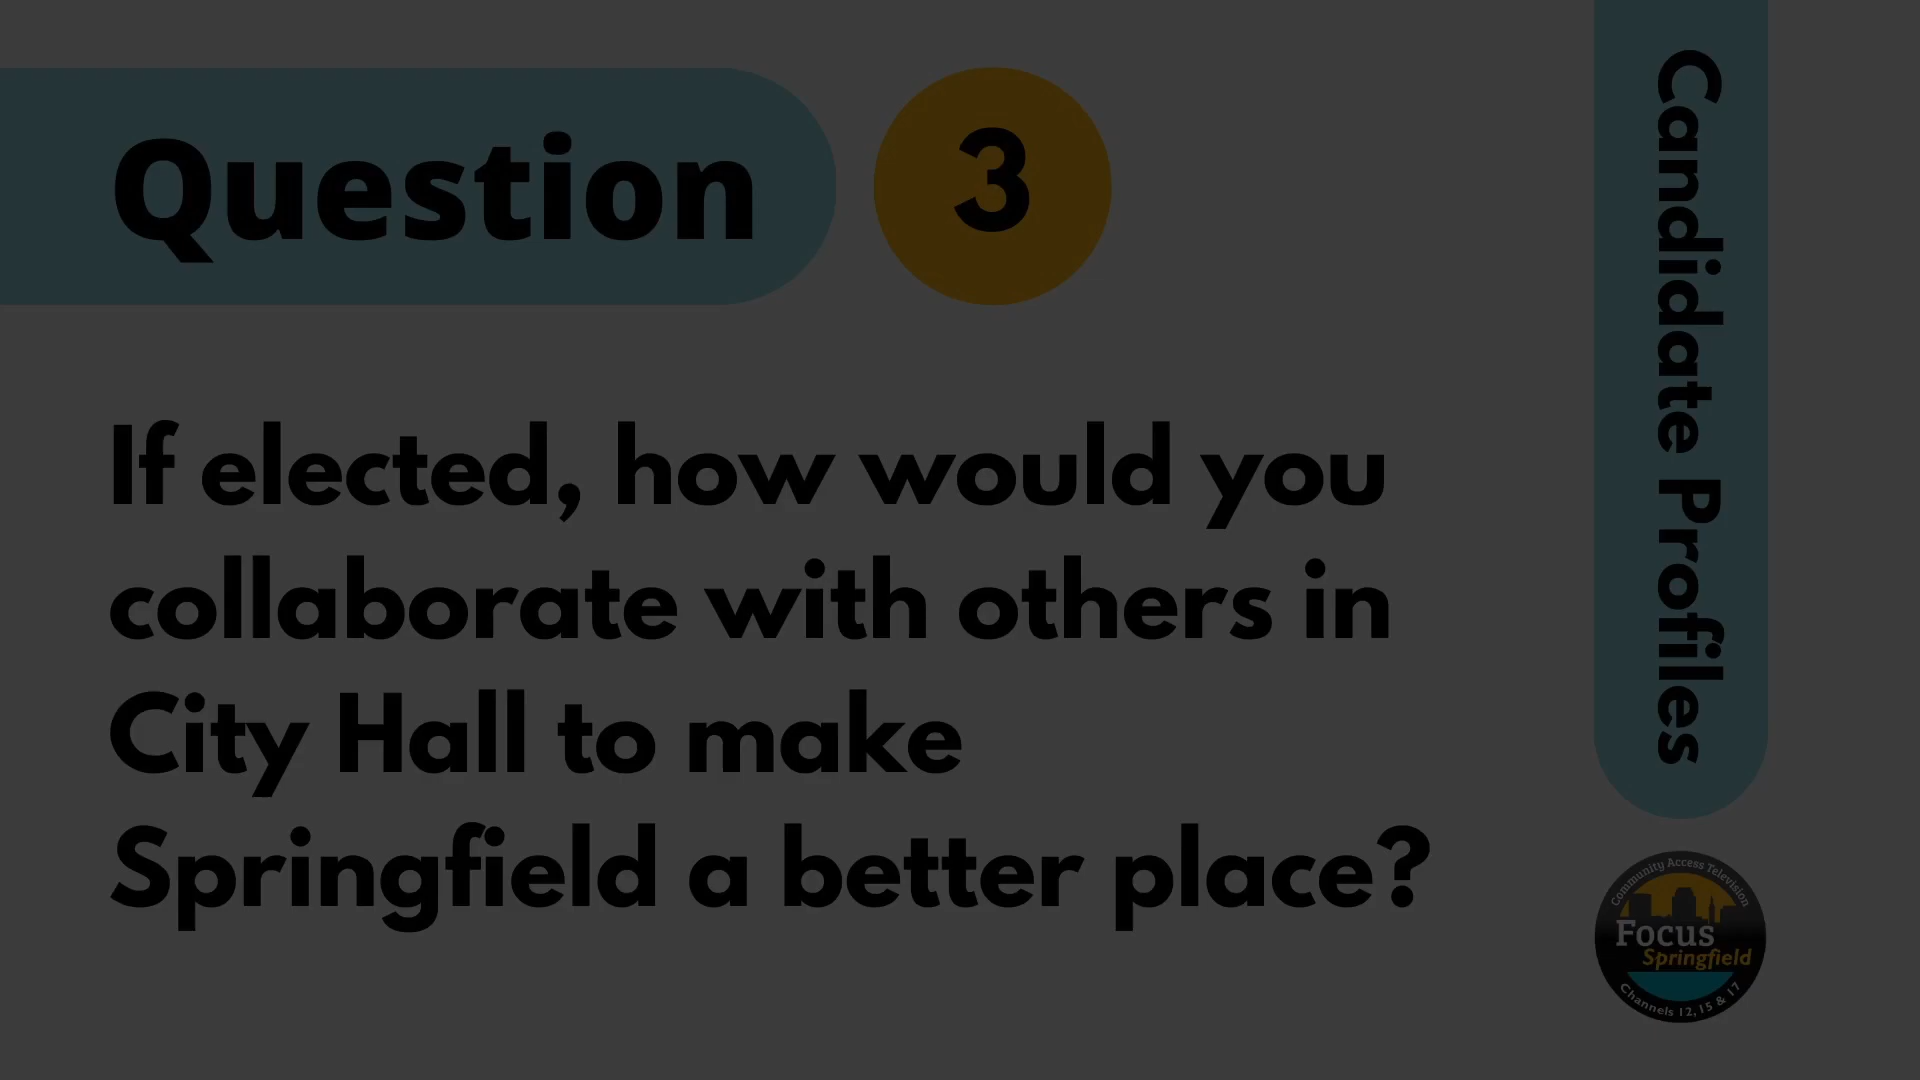 Question 3
If elected, how would you
collaborate with others in
City Hall to make
Springfield a better place?
Candidate Profiles
Community Access Television
Focus
Springfield
Channels 12, 15 & 17